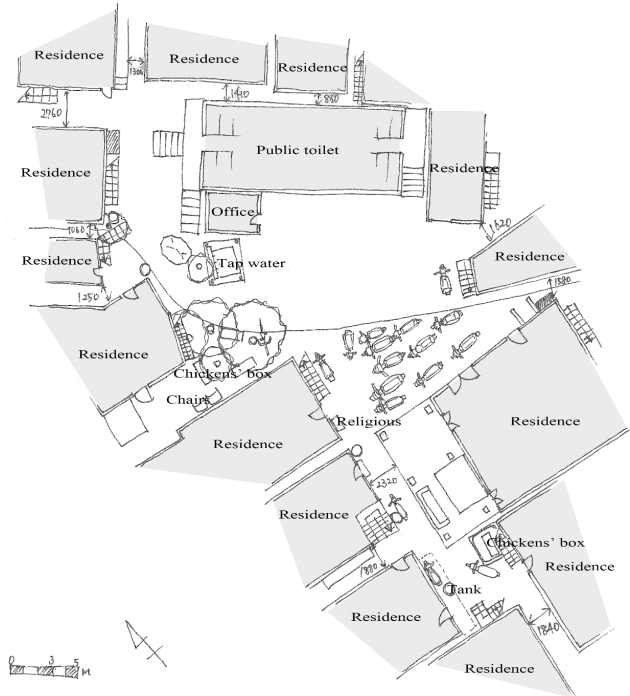 Residence
Residence
Residence
1300
1410
880
2760
Public toilet
Residence
Residence
Office
1060
1620
Residence
Tap water
Residence
1250
1580
Residence
Chickens' box
Chairs
Residence
Religious
Residence
2320
Residence
Chickens' box
1880
Residence
Tank
Residence
1840
Residence
0 3 5 M